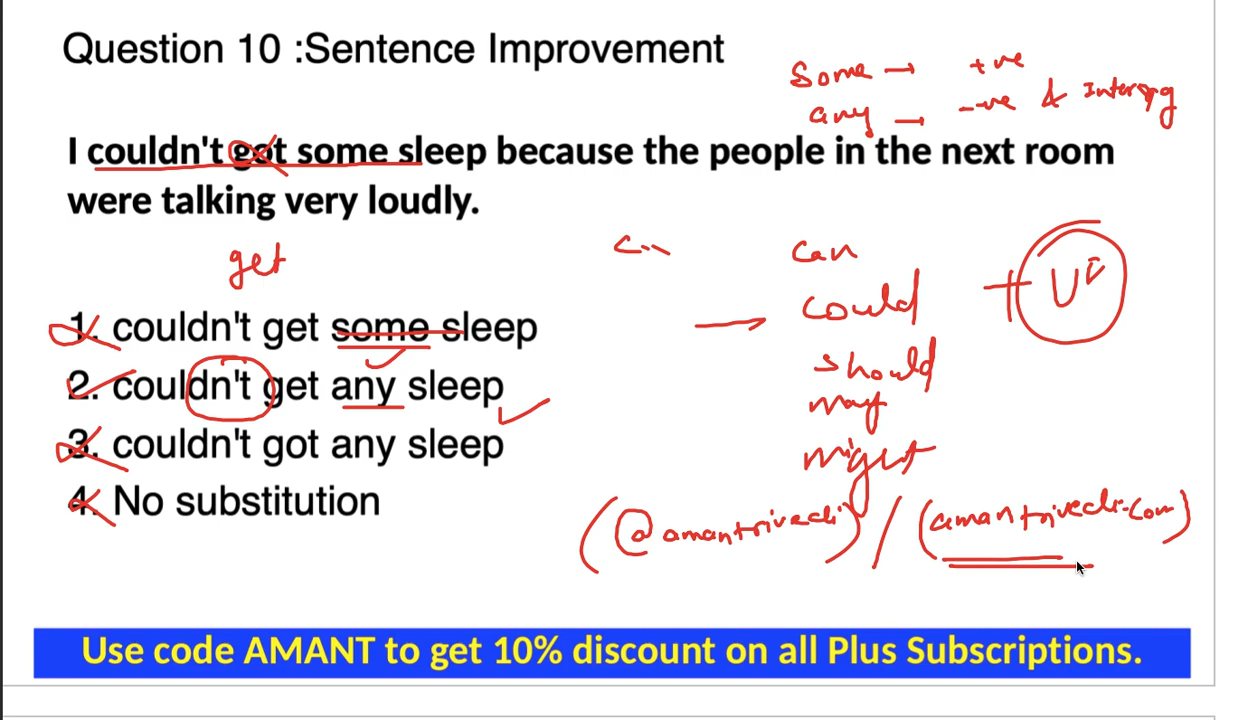 Question 10 :Sentence Improvement
Some → +ve
any → -ve & Interrog
I couldn't got some sleep because the people in the next room
were talking very loudly.
get
can
could + V
should
may
might
1. couldn't get some sleep
2. couldn't get any sleep
3. couldn't got any sleep
4. No substitution
(@amantrivedi) / (amantrivedi.com)
Use code AMANT to get 10% discount on all Plus Subscriptions.